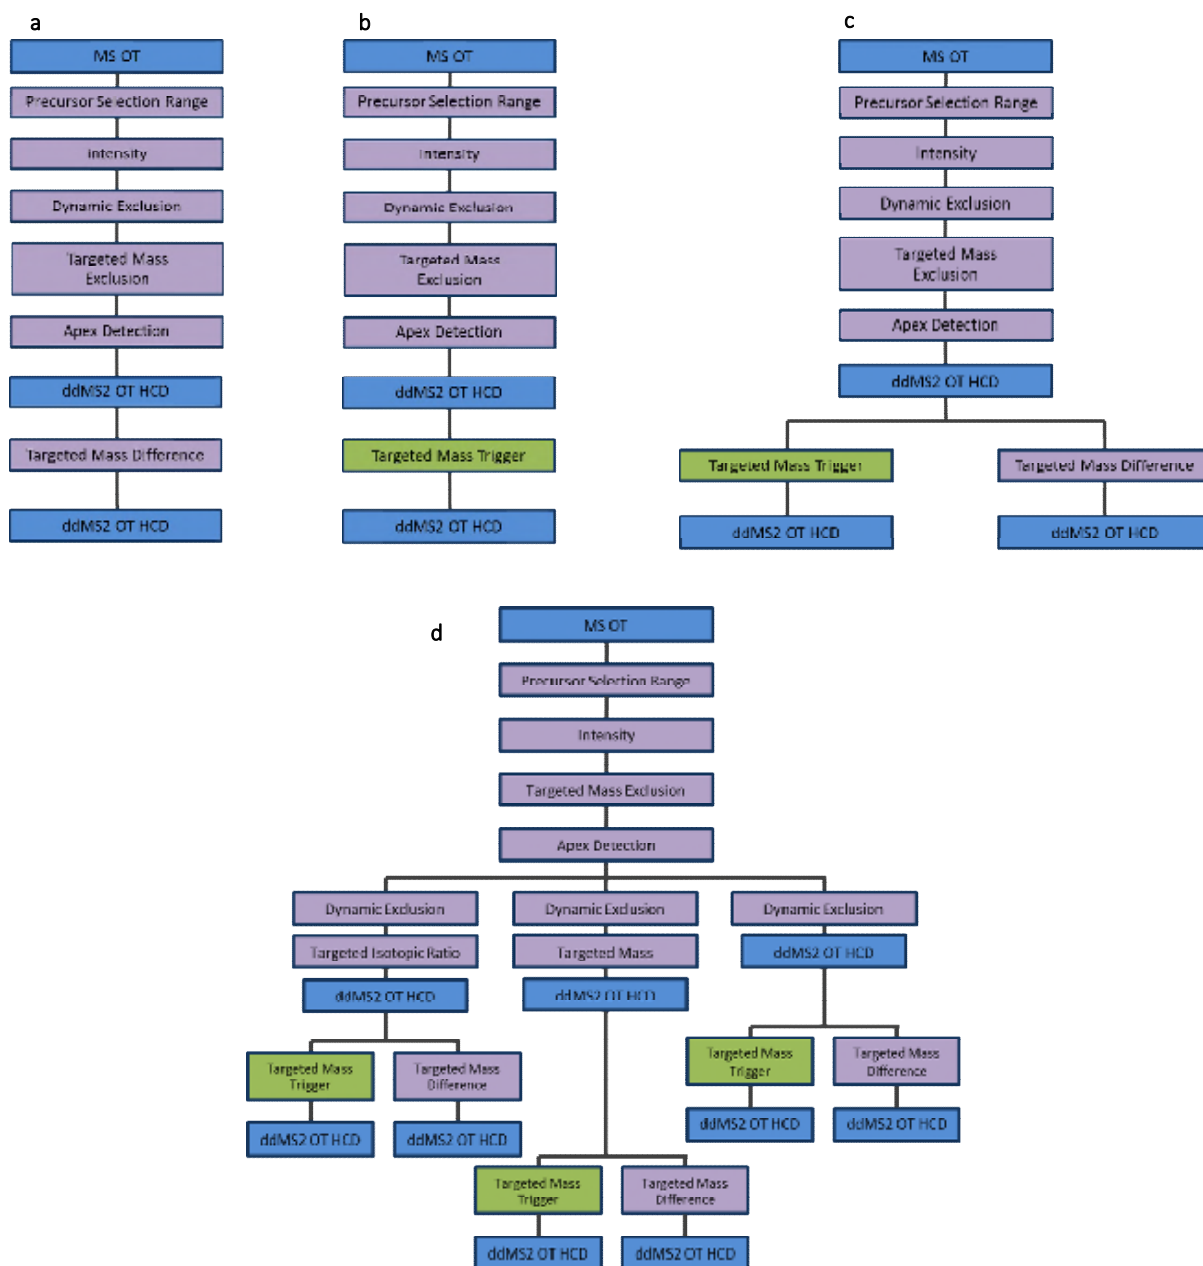 a
MS OT
Precursor Selection Range
Intensity
Dynamic Exclusion
Targeted Mass
Exclusion
Apex Detection
ddMS2 OT HCD
Targeted Mass Difference
ddMS2 OT HCD
b
MS OT
Precursor Selection Range
Intensity
Dynamic Exclusion
Targeted Mass
Exclusion
Apex Detection
ddMS2 OT HCD
Targeted Mass Trigger
ddMS2 OT HCD
c
MS OT
Precursor Selection Range
Intensity
Dynamic Exclusion
Targeted Mass
Exclusion
Apex Detection
ddMS2 OT HCD
Targeted Mass Trigger
ddMS2 OT HCD
Targeted Mass Difference
ddMS2 OT HCD
d
MS OT
Precursor Selection Range
Intensity
Targeted Mass Exclusion
Apex Detection
Dynamic Exclusion
Targeted Isotopic Ratio
ddMS2 OT HCD
Targeted Mass
Trigger
ddMS2 OT HCD
Targeted Mass
Difference
ddMS2 OT HCD
Dynamic Exclusion
Targeted Mass
ddMS2 OT HCD
Targeted Mass
Trigger
ddMS2 OT HCD
Targeted Mass
Difference
ddMS2 OT HCD
Dynamic Exclusion
ddMS2 OT HCD
Targeted Mass
Trigger
ddMS2 OT HCD
Targeted Mass
Difference
ddMS2 OT HCD